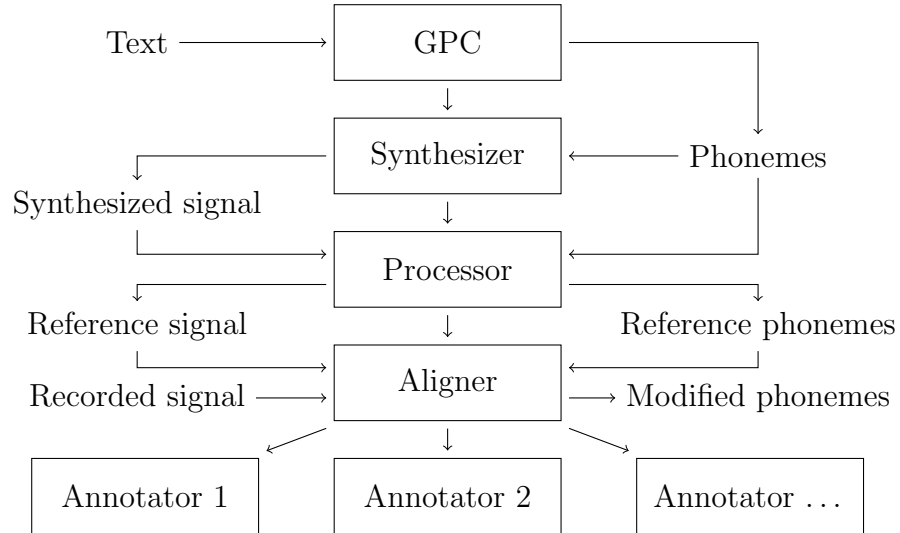 Text
GPC
Synthesizer
Phonemes
Synthesized signal
Processor
Reference signal
Reference phonemes
Aligner
Recorded signal
Modified phonemes
Annotator 1
Annotator 2
Annotator …